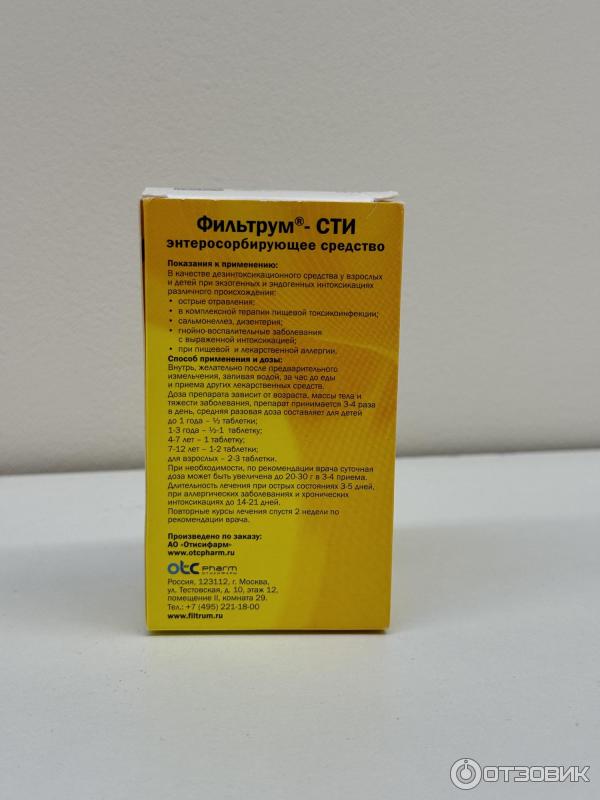 Фильтрум®- СТИ
энтеросорбирующее средство
Показания к применению:
В качестве дезинтоксикационного средства у взрослых
и детей при экзогенных и эндогенных интоксикациях
различного происхождения:
• острые отравления;
• в комплексной терапии пищевой токсикоинфекции;
• сальмонеллез, дизентерия;
• гнойно-воспалительные заболевания
с выраженной интоксикацией;
• при пищевой и лекарственной аллергии.
Способ применения и дозы:
Внутрь, желательно после предварительного
измельчения, запивая водой, за час до еды
и приема других лекарственных средств.
Доза препарата зависит от возраста, массы тела и
тяжести заболевания, препарат принимается 3-4 раза
в день, средняя разовая доза составляет для детей
до 1 года – ½ таблетки;
1-3 года – ½-1 таблетку;
4-7 лет – 1 таблетку;
7-12 лет – 1-2 таблетки;
для взрослых – 2-3 таблетки.
При необходимости, по рекомендации врача суточная
доза может быть увеличена до 20-30 г в 3-4 приема.
Длительность лечения при острых состояниях 3-5 дней,
при аллергических заболеваниях и хронических
интоксикациях до 14-21 дней.
Повторные курсы лечения спустя 2 недели по
рекомендации врача.
Произведено по заказу:
АО «Отисифарм»
www.otcpharm.ru
otc pharm
ОТИСИФАРМ
Россия, 123112, г. Москва,
ул. Тестовская, д. 10, этаж 12,
помещение II, комната 29.
Тел.: +7 (495) 221-18-00
www.filtrum.ru
ОТЗОВИК